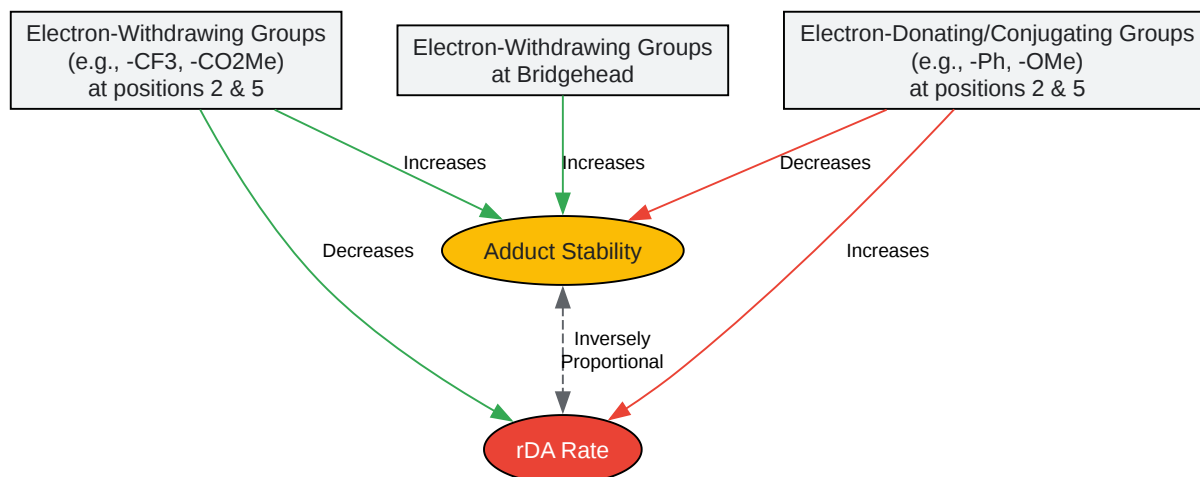 Electron-Withdrawing Groups
(e.g., -CF3, -CO2Me)
at positions 2 & 5
Electron-Withdrawing Groups
at Bridgehead
Electron-Donating/Conjugating Groups
(e.g., -Ph, -OMe)
at positions 2 & 5
Increases
Increases
Decreases
Decreases
Adduct Stability
Increases
Inversely
Proportional
rDA Rate